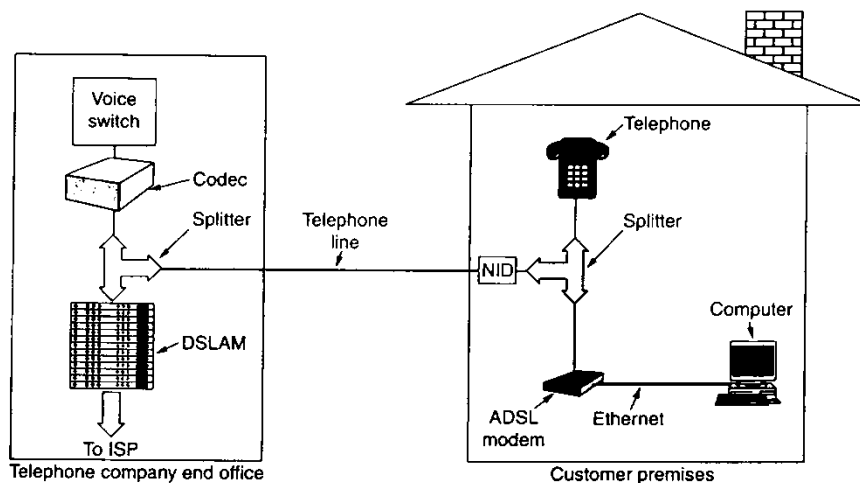 Voice
switch
Codec
Splitter
DSLAM
To ISP
Telephone company end office
Telephone
line
Telephone
Splitter
NID
Computer
ADSL
modem
Ethernet
Customer premises